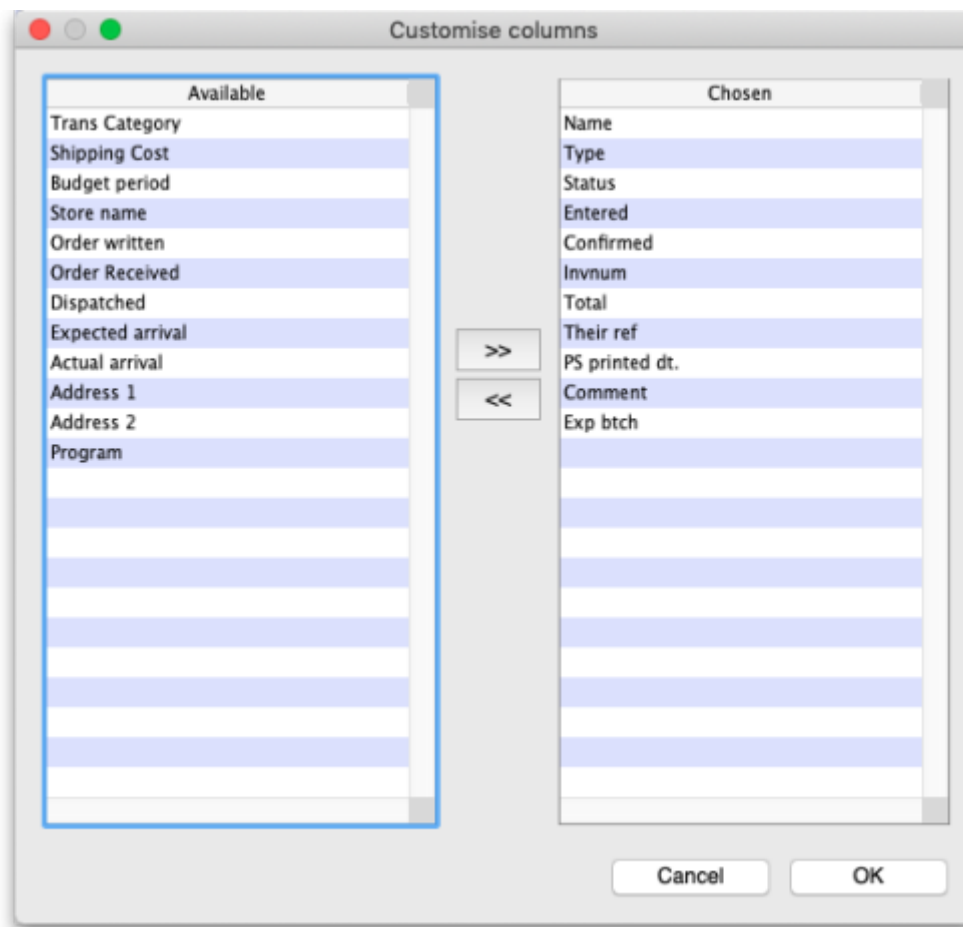 Customise columns
Available
Trans Category
Shipping Cost
Budget period
Store name
Order written
Order Received
Dispatched
Expected arrival
Actual arrival
Address 1
Address 2
Program
>>
<<
Chosen
Name
Type
Status
Entered
Confirmed
Invnum
Total
Their ref
PS printed dt.
Comment
Exp btch
Cancel
OK